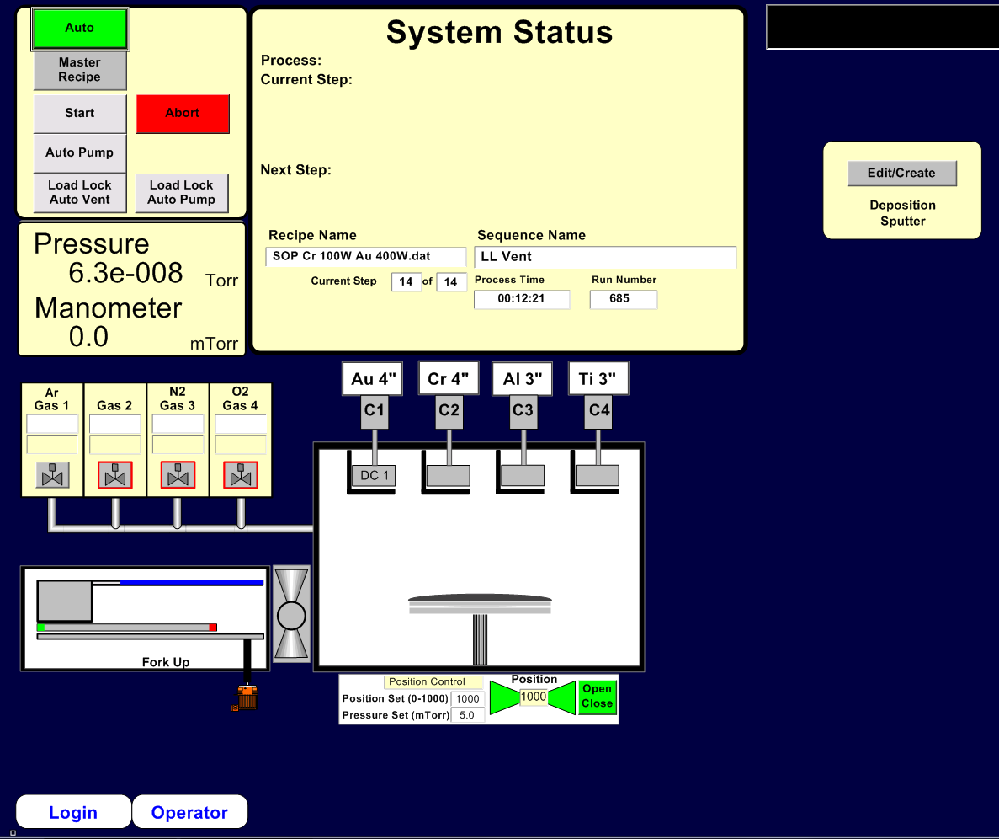 Auto
Master
Recipe
Start
Abort
Auto Pump
Load Lock
Auto Vent
Load Lock
Auto Pump
System Status
Process:
Current Step:
Next Step:
Recipe Name
Sequence Name
SOP Cr 100W Au 400W.dat
LL Vent
Current Step 14 of 14
Process Time
Run Number
00:12:21
685
Edit/Create
Deposition
Sputter
Pressure
6.3e-008 Torr
Manometer
0.0 mTorr
Au 4"
Cr 4"
Al 3"
Ti 3"
C1
C2
C3
C4
DC 1
Ar
Gas 1
Gas 2
N2
Gas 3
O2
Gas 4
Fork Up
Position Control
Position Set (0-1000) 1000
Pressure Set (mTorr) 5.0
Position
1000
Open
Close
Login
Operator